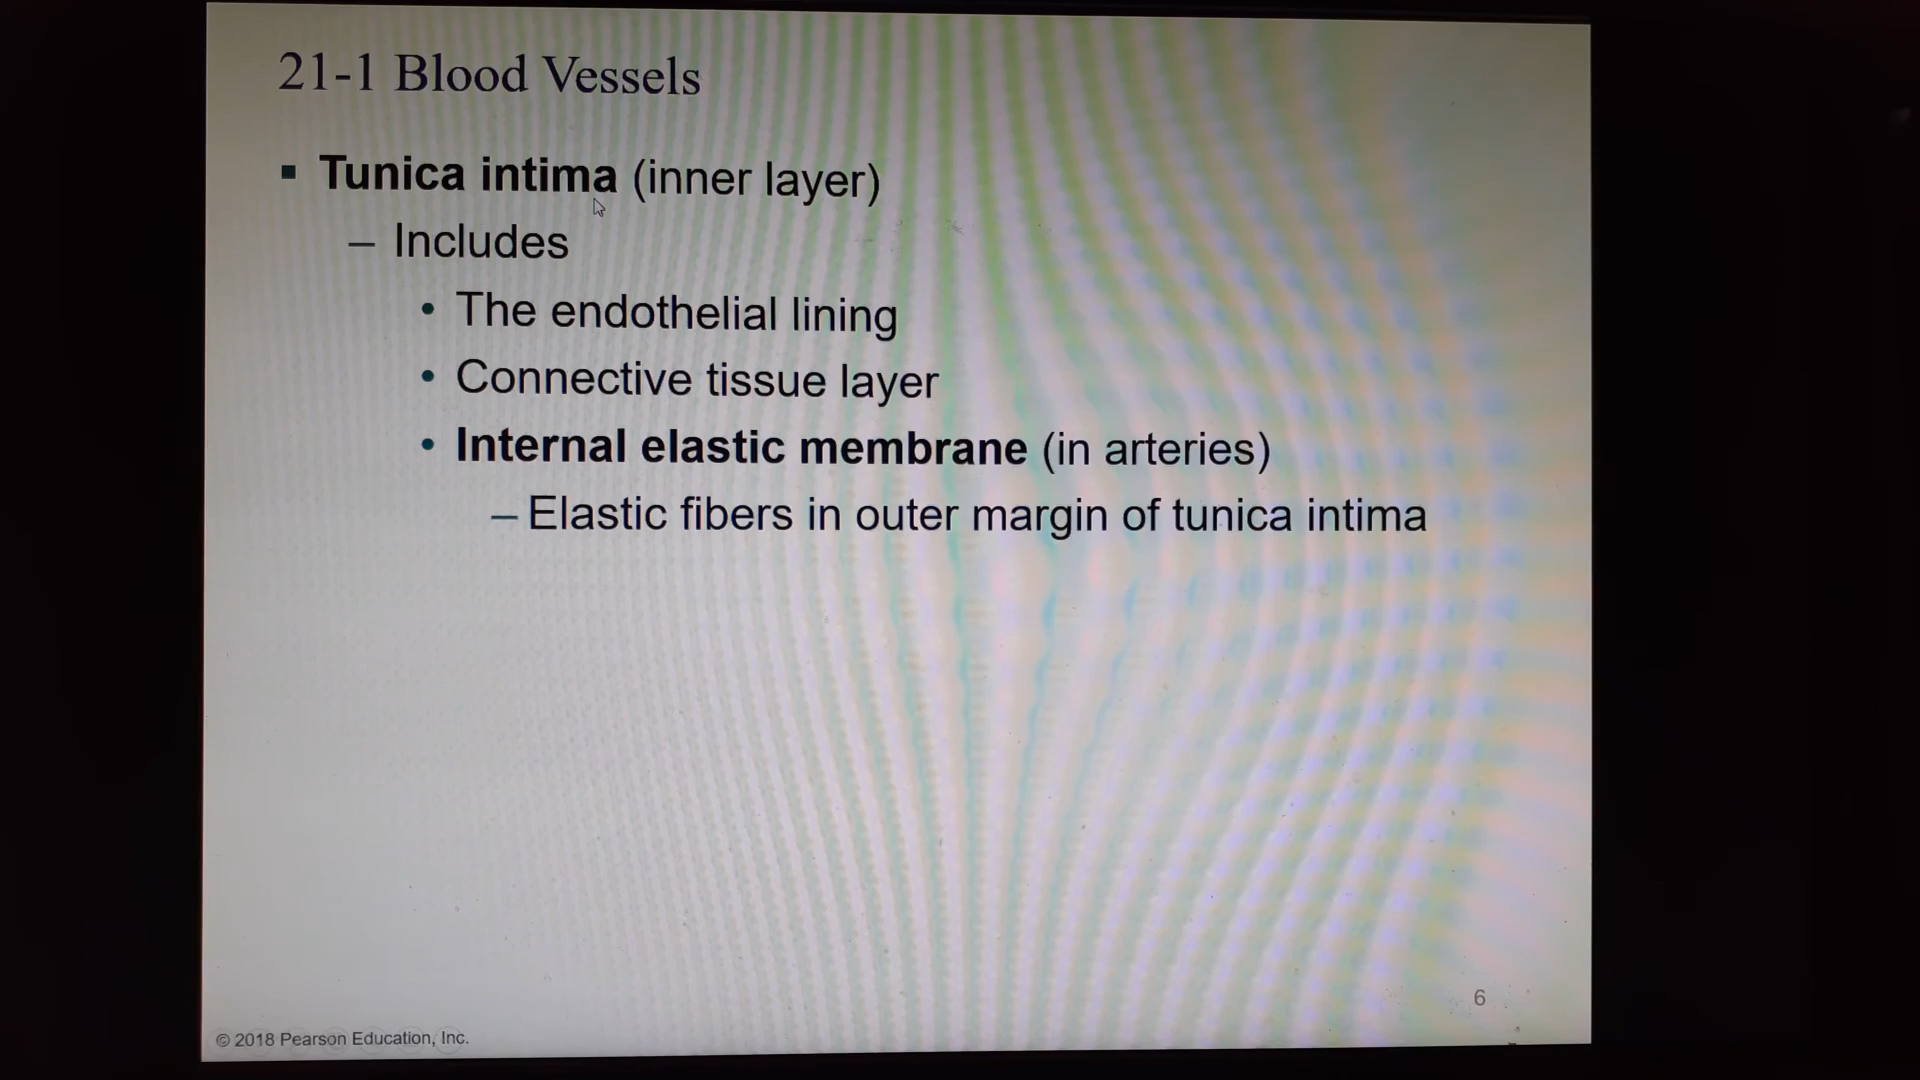 21-1 Blood Vessels
▪ Tunica intima (inner layer)
– Includes
• The endothelial lining
• Connective tissue layer
• Internal elastic membrane (in arteries)
– Elastic fibers in outer margin of tunica intima
6
© 2018 Pearson Education, Inc.